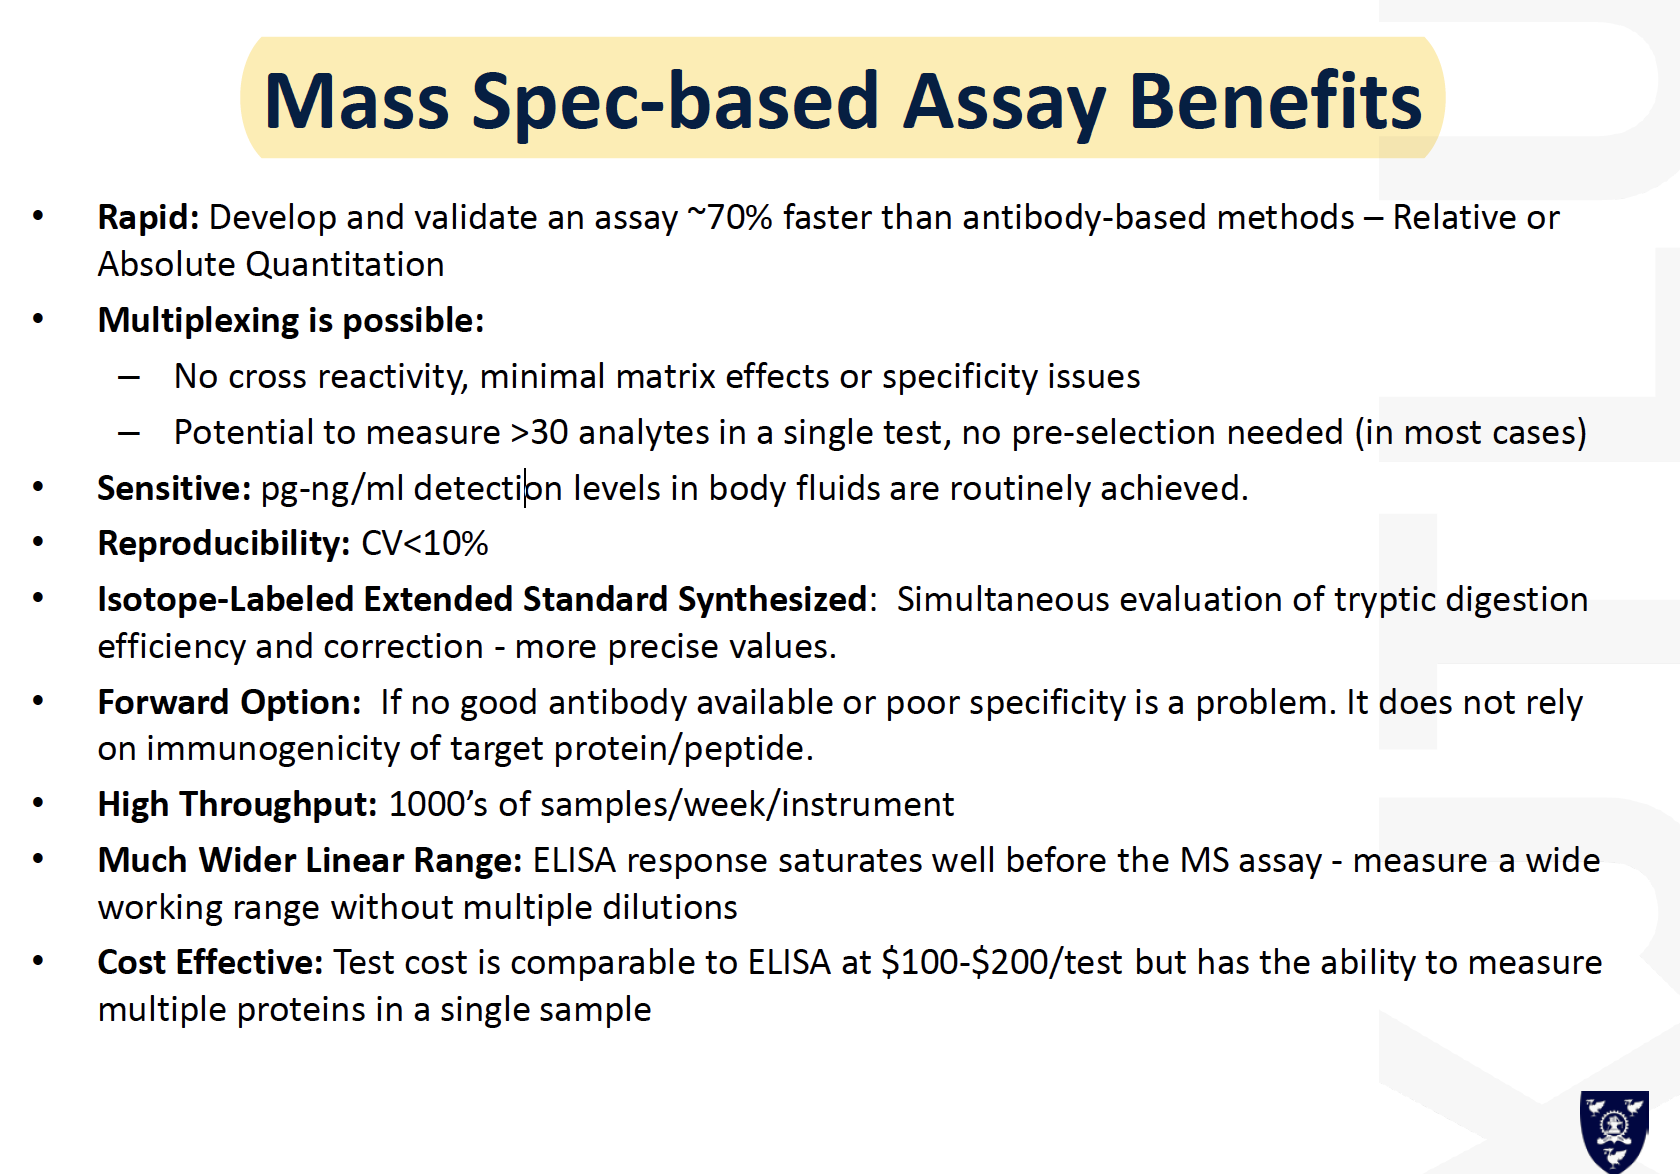 Mass Spec-based Assay Benefits
• Rapid: Develop and validate an assay ~70% faster than antibody-based methods – Relative or
Absolute Quantitation
• Multiplexing is possible:
– No cross reactivity, minimal matrix effects or specificity issues
– Potential to measure >30 analytes in a single test, no pre-selection needed (in most cases)
• Sensitive: pg-ng/ml detection levels in body fluids are routinely achieved.
• Reproducibility: CV<10%
• Isotope-Labeled Extended Standard Synthesized:  Simultaneous evaluation of tryptic digestion
efficiency and correction - more precise values.
• Forward Option:  If no good antibody available or poor specificity is a problem. It does not rely
on immunogenicity of target protein/peptide.
• High Throughput: 1000’s of samples/week/instrument
• Much Wider Linear Range: ELISA response saturates well before the MS assay - measure a wide
working range without multiple dilutions
• Cost Effective: Test cost is comparable to ELISA at $100-$200/test but has the ability to measure
multiple proteins in a single sample